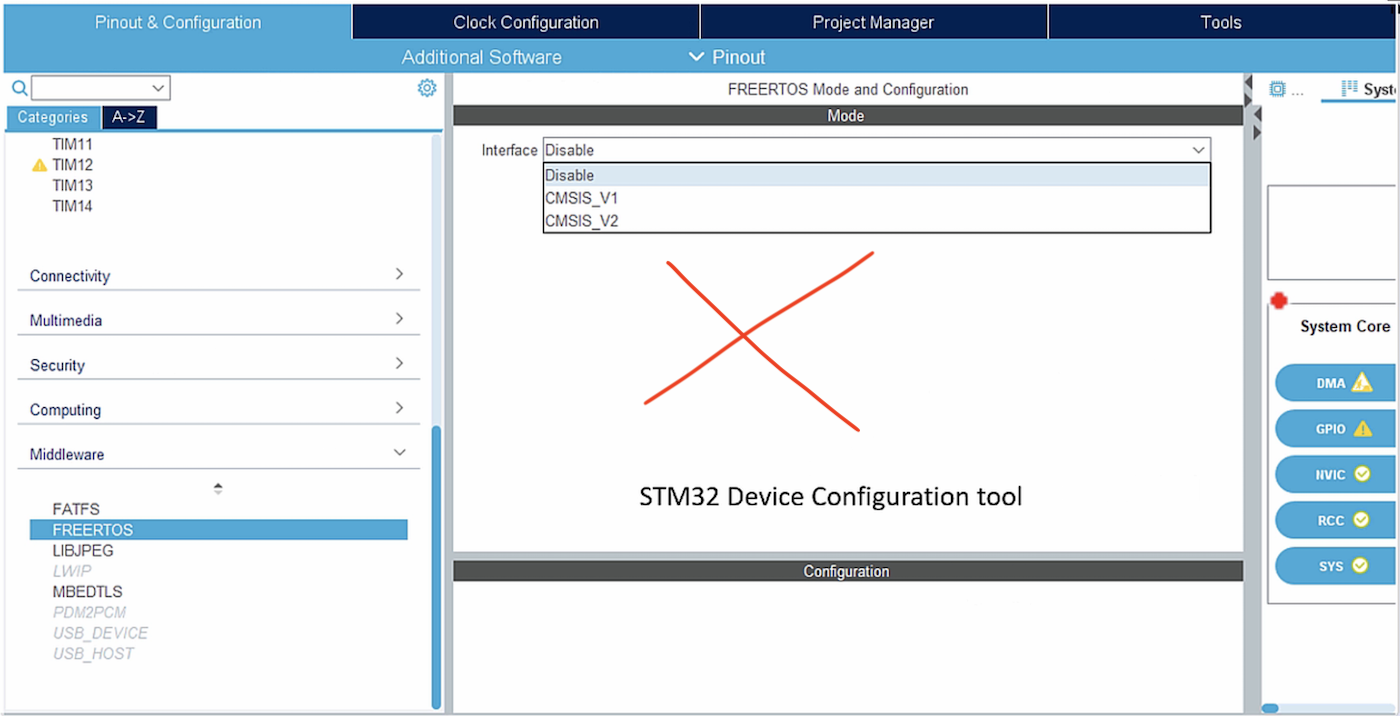 Pinout & Configuration
Clock Configuration
Project Manager
Tools
Additional Software
Pinout
Categories
A->Z
TIM11
TIM12
TIM13
TIM14
Connectivity
Multimedia
Security
Computing
Middleware
FATFS
FREERTOS
LIBJPEG
LWIP
MBEDTLS
PDM2PCM
USB_DEVICE
USB_HOST
FREERTOS Mode and Configuration
Mode
Interface Disable
Disable
CMSIS_V1
CMSIS_V2
STM32 Device Configuration tool
Configuration
...
System Core
DMA
GPIO
NVIC
RCC
SYS